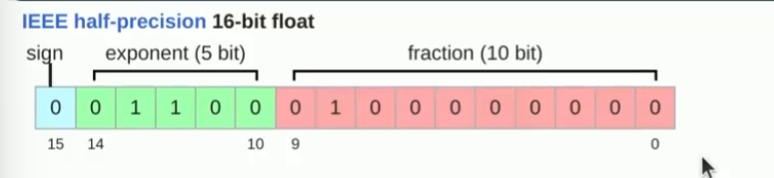 IEEE half-precision 16-bit float
sign exponent (5 bit) fraction (10 bit)
0 0 1 1 0 0 0 1 0 0 0 0 0 0 0 0
15 14 10 9 0